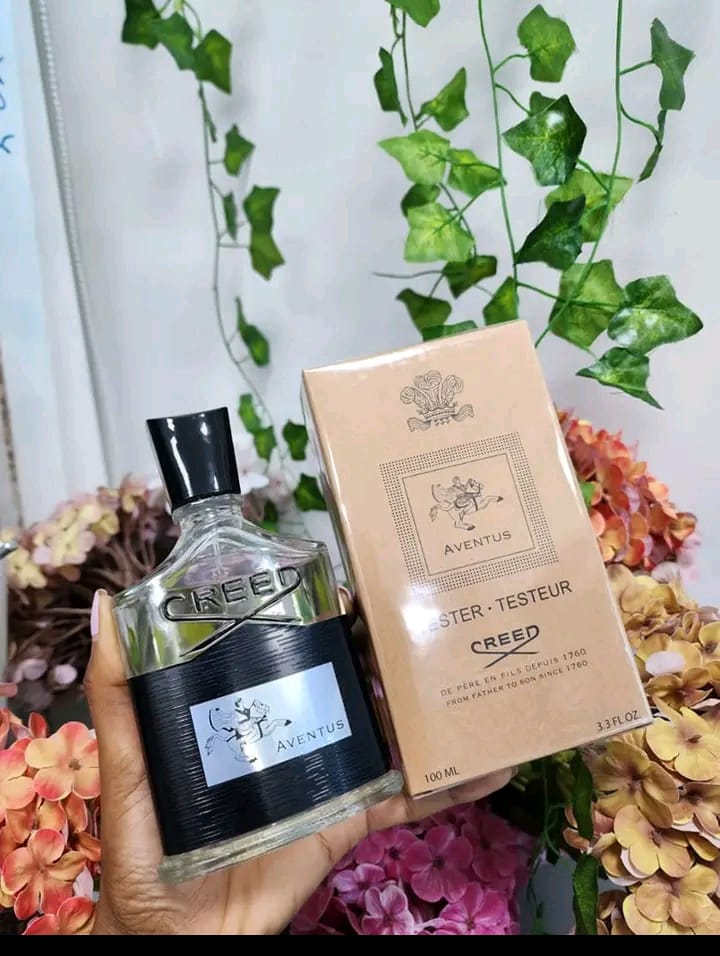 CREED
AVENTUS
AVENTUS
TESTEUR
CREED
DE PÈRE EN FILS DEPUIS 1760
FROM FATHER TO SON SINCE 1760
100 ML
3.3 FL.OZ